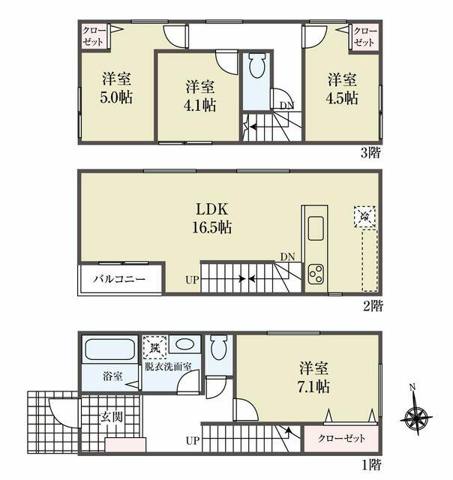 クロー
ゼット
クロー
ゼット
洋室
5.0帖
洋室
4.1帖
洋室
4.5帖
DN
3階
LDK
16.5帖
冷
DN
UP
バルコニー
2階
洗
脱衣洗面室
浴室
洋室
7.1帖
玄関
UP
クローゼット
1階
N